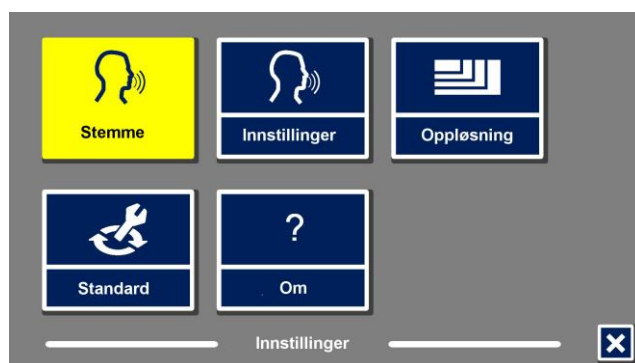 Stemme
Innstillinger
Oppløsning
?
Standard
Om
Innstillinger